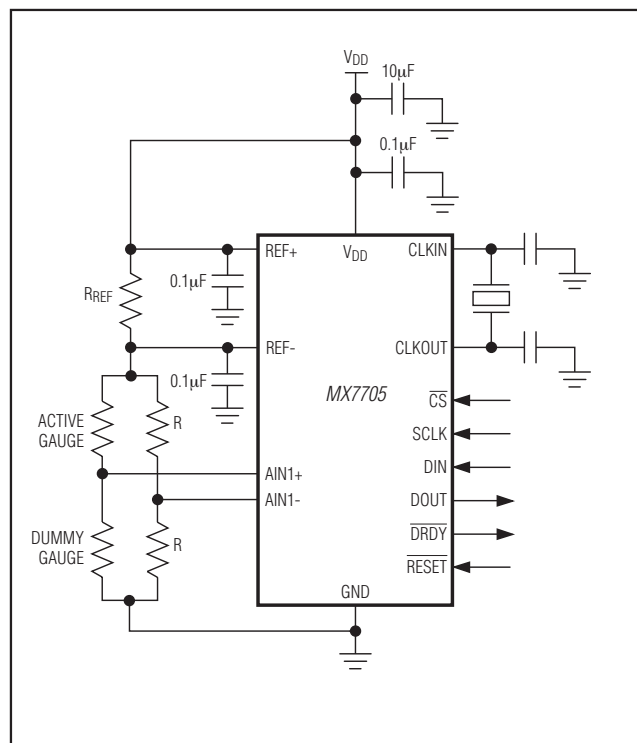 VDD
10µF
0.1µF
REF+
VDD
CLKIN
0.1µF
RREF
REF-
CLKOUT
0.1µF
MX7705
CS
ACTIVE
GAUGE
R
SCLK
AIN1+
DIN
AIN1-
DOUT
DUMMY
GAUGE
R
DRDY
RESET
GND